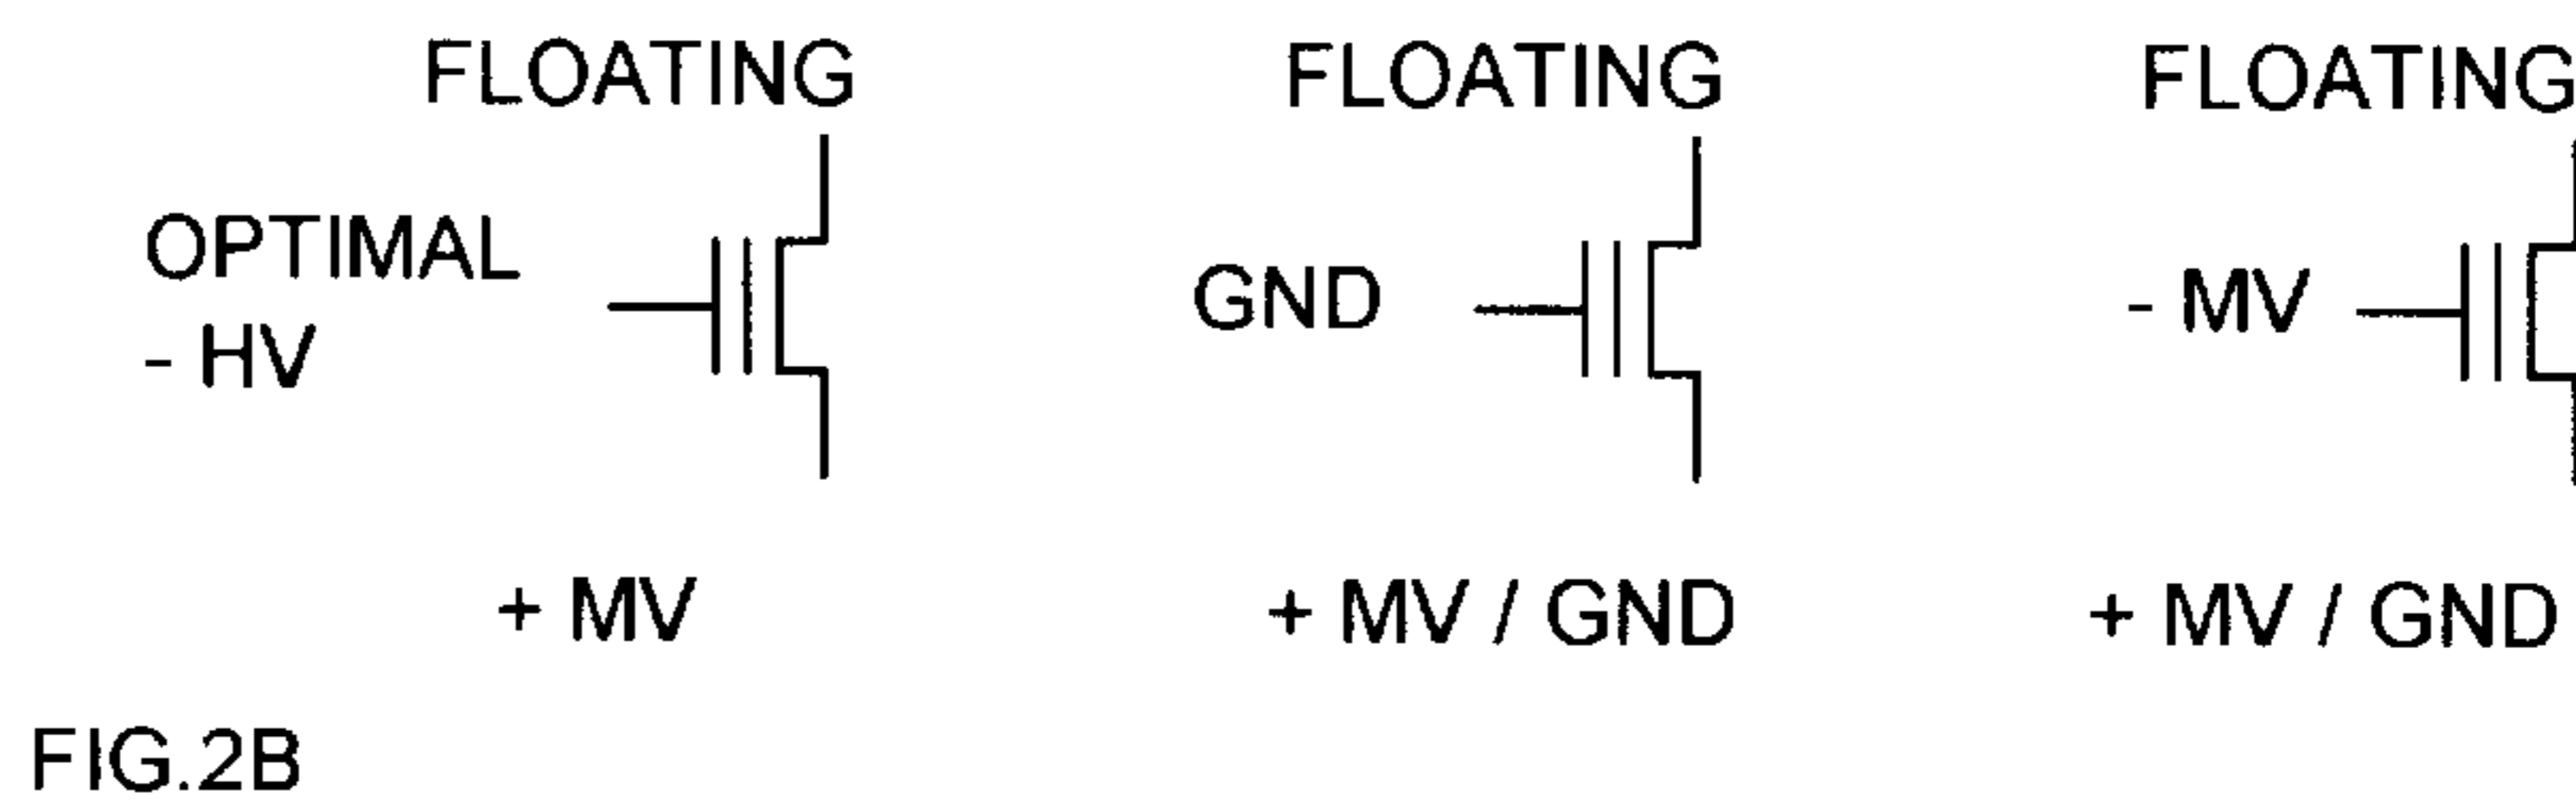 FLOATING FLOATING FLOATING
OPTIMAL
- HV
GND
- MV
+ MV
+ MV / GND
+ MV / GND
FIG.2B